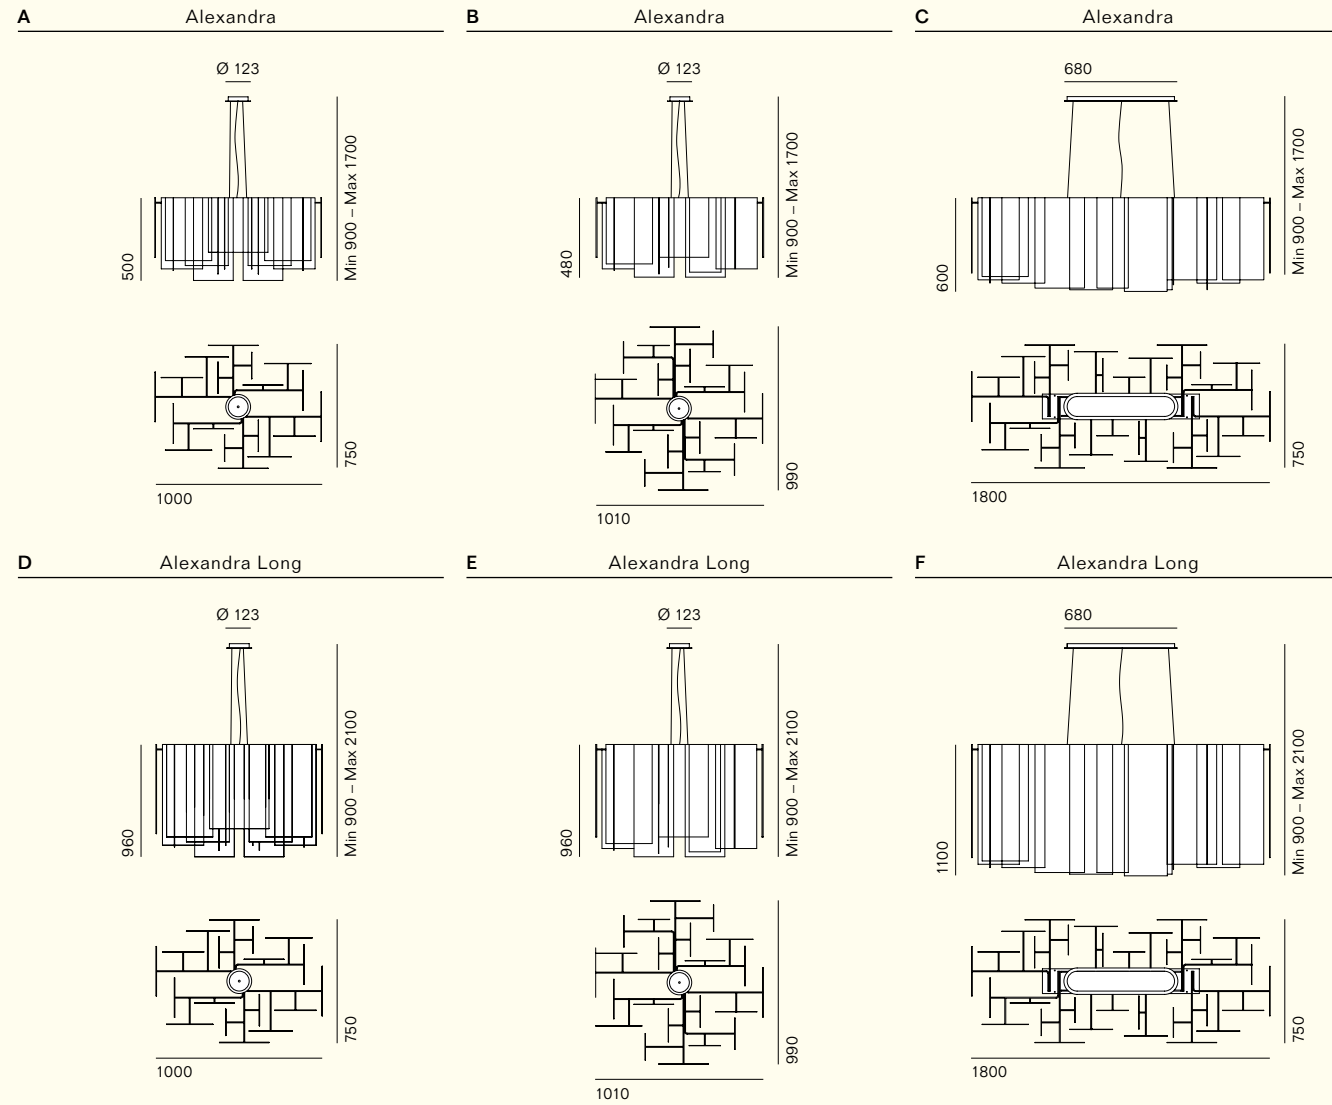 A Alexandra
Ø 123
Min 900 – Max 1700
500
750
1000
B Alexandra
Ø 123
Min 900 – Max 1700
480
990
1010
C Alexandra
680
Min 900 – Max 1700
600
750
1800
D Alexandra Long
Ø 123
Min 900 – Max 2100
960
750
1000
E Alexandra Long
Ø 123
Min 900 – Max 2100
960
990
1010
F Alexandra Long
680
Min 900 – Max 2100
1100
750
1800